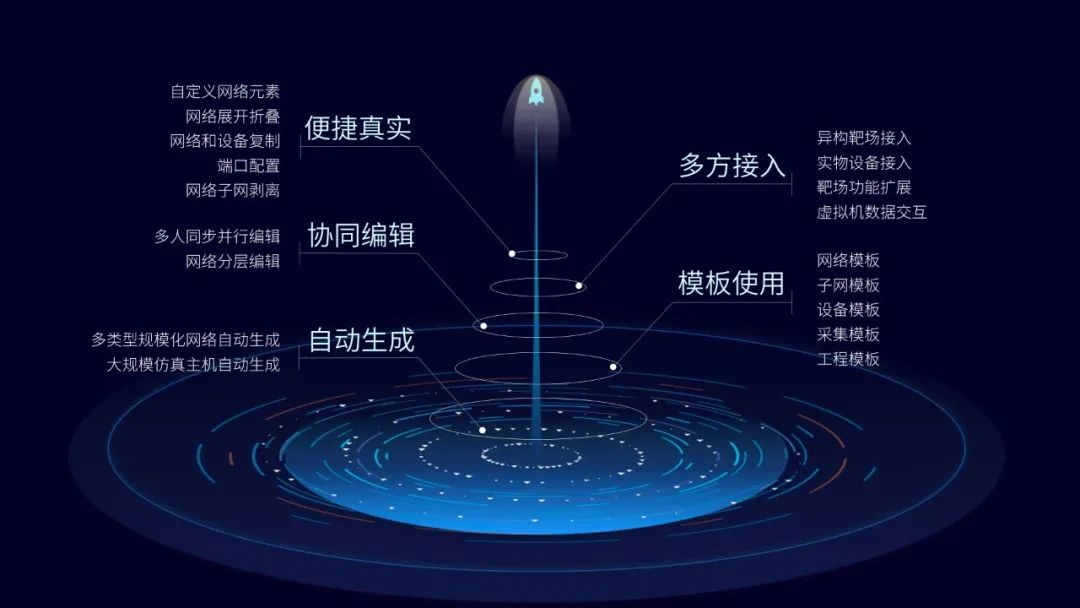 便捷真实
自定义网络元素
网络展开折叠
网络和设备复制
端口配置
网络子网剥离
协同编辑
多人同步并行编辑
网络分层编辑
自动生成
多类型规模化网络自动生成
大规模仿真主机自动生成
多方接入
异构靶场接入
实物设备接入
靶场功能扩展
虚拟机数据交互
模板使用
网络模板
子网模板
设备模板
采集模板
工程模板